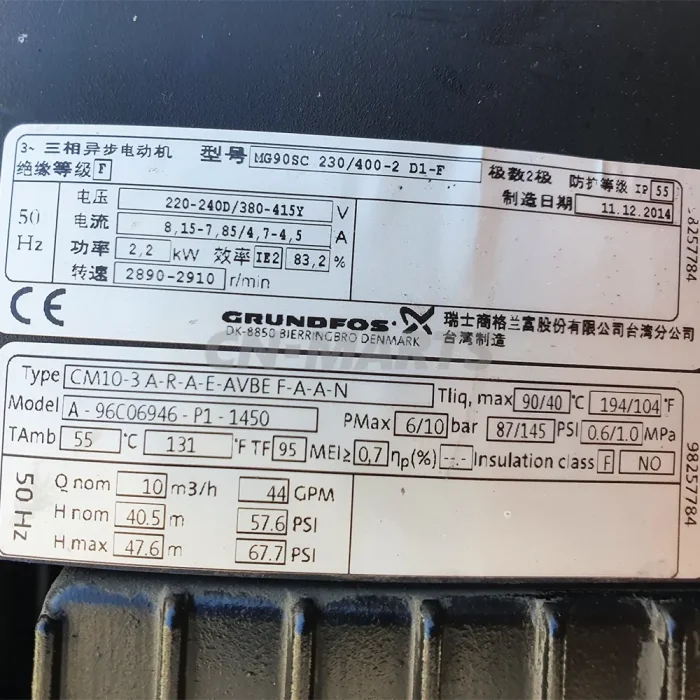 3~ 三相异步电动机 型号 MG90SC 230/400-2 D1-F 极数2极 防护等级 IP 55
绝缘等级 F 制造日期 11.12.2014
50 Hz
电压 220-240D/380-415Y V
电流 8,15-7,85/4,7-4,5 A
功率 2,2 kW 效率 IE2 83,2 %
转速 2890-2910 r/min
CE
GRUNDFOS
DK-8850 BJERRINGBRO DENMARK
瑞士商格兰富股份有限公司台湾分公司
台湾制造
98257784
CN-MARTS
Type CM10-3 A-R-A-E-AVBE F-A-A-N Tliq, max 90/40 °C 194/104 °F
Model A - 96C06946 - P1 - 1450 PMax 6/10 bar 87/145 PSI 0.6/1.0 MPa
TAmb 55 °C 131 °F TF 95 MEI≥ 0,7 ηp(%) --.- Insulation class F NO
50 Hz
Q nom 10 m3/h 44 GPM
H nom 40.5 m 57.6 PSI
H max 47.6 m 67.7 PSI
98257784